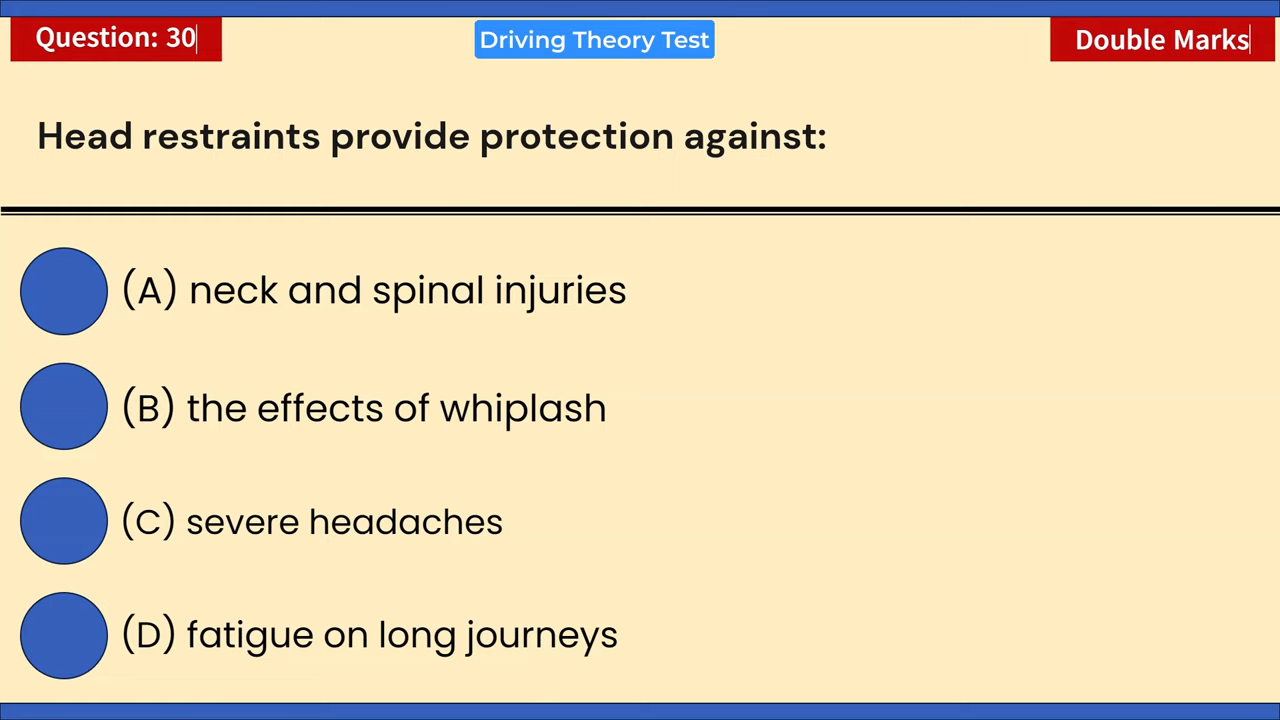 Question: 30
Driving Theory Test
Double Marks
Head restraints provide protection against:
(A) neck and spinal injuries
(B) the effects of whiplash
(C) severe headaches
(D) fatigue on long journeys